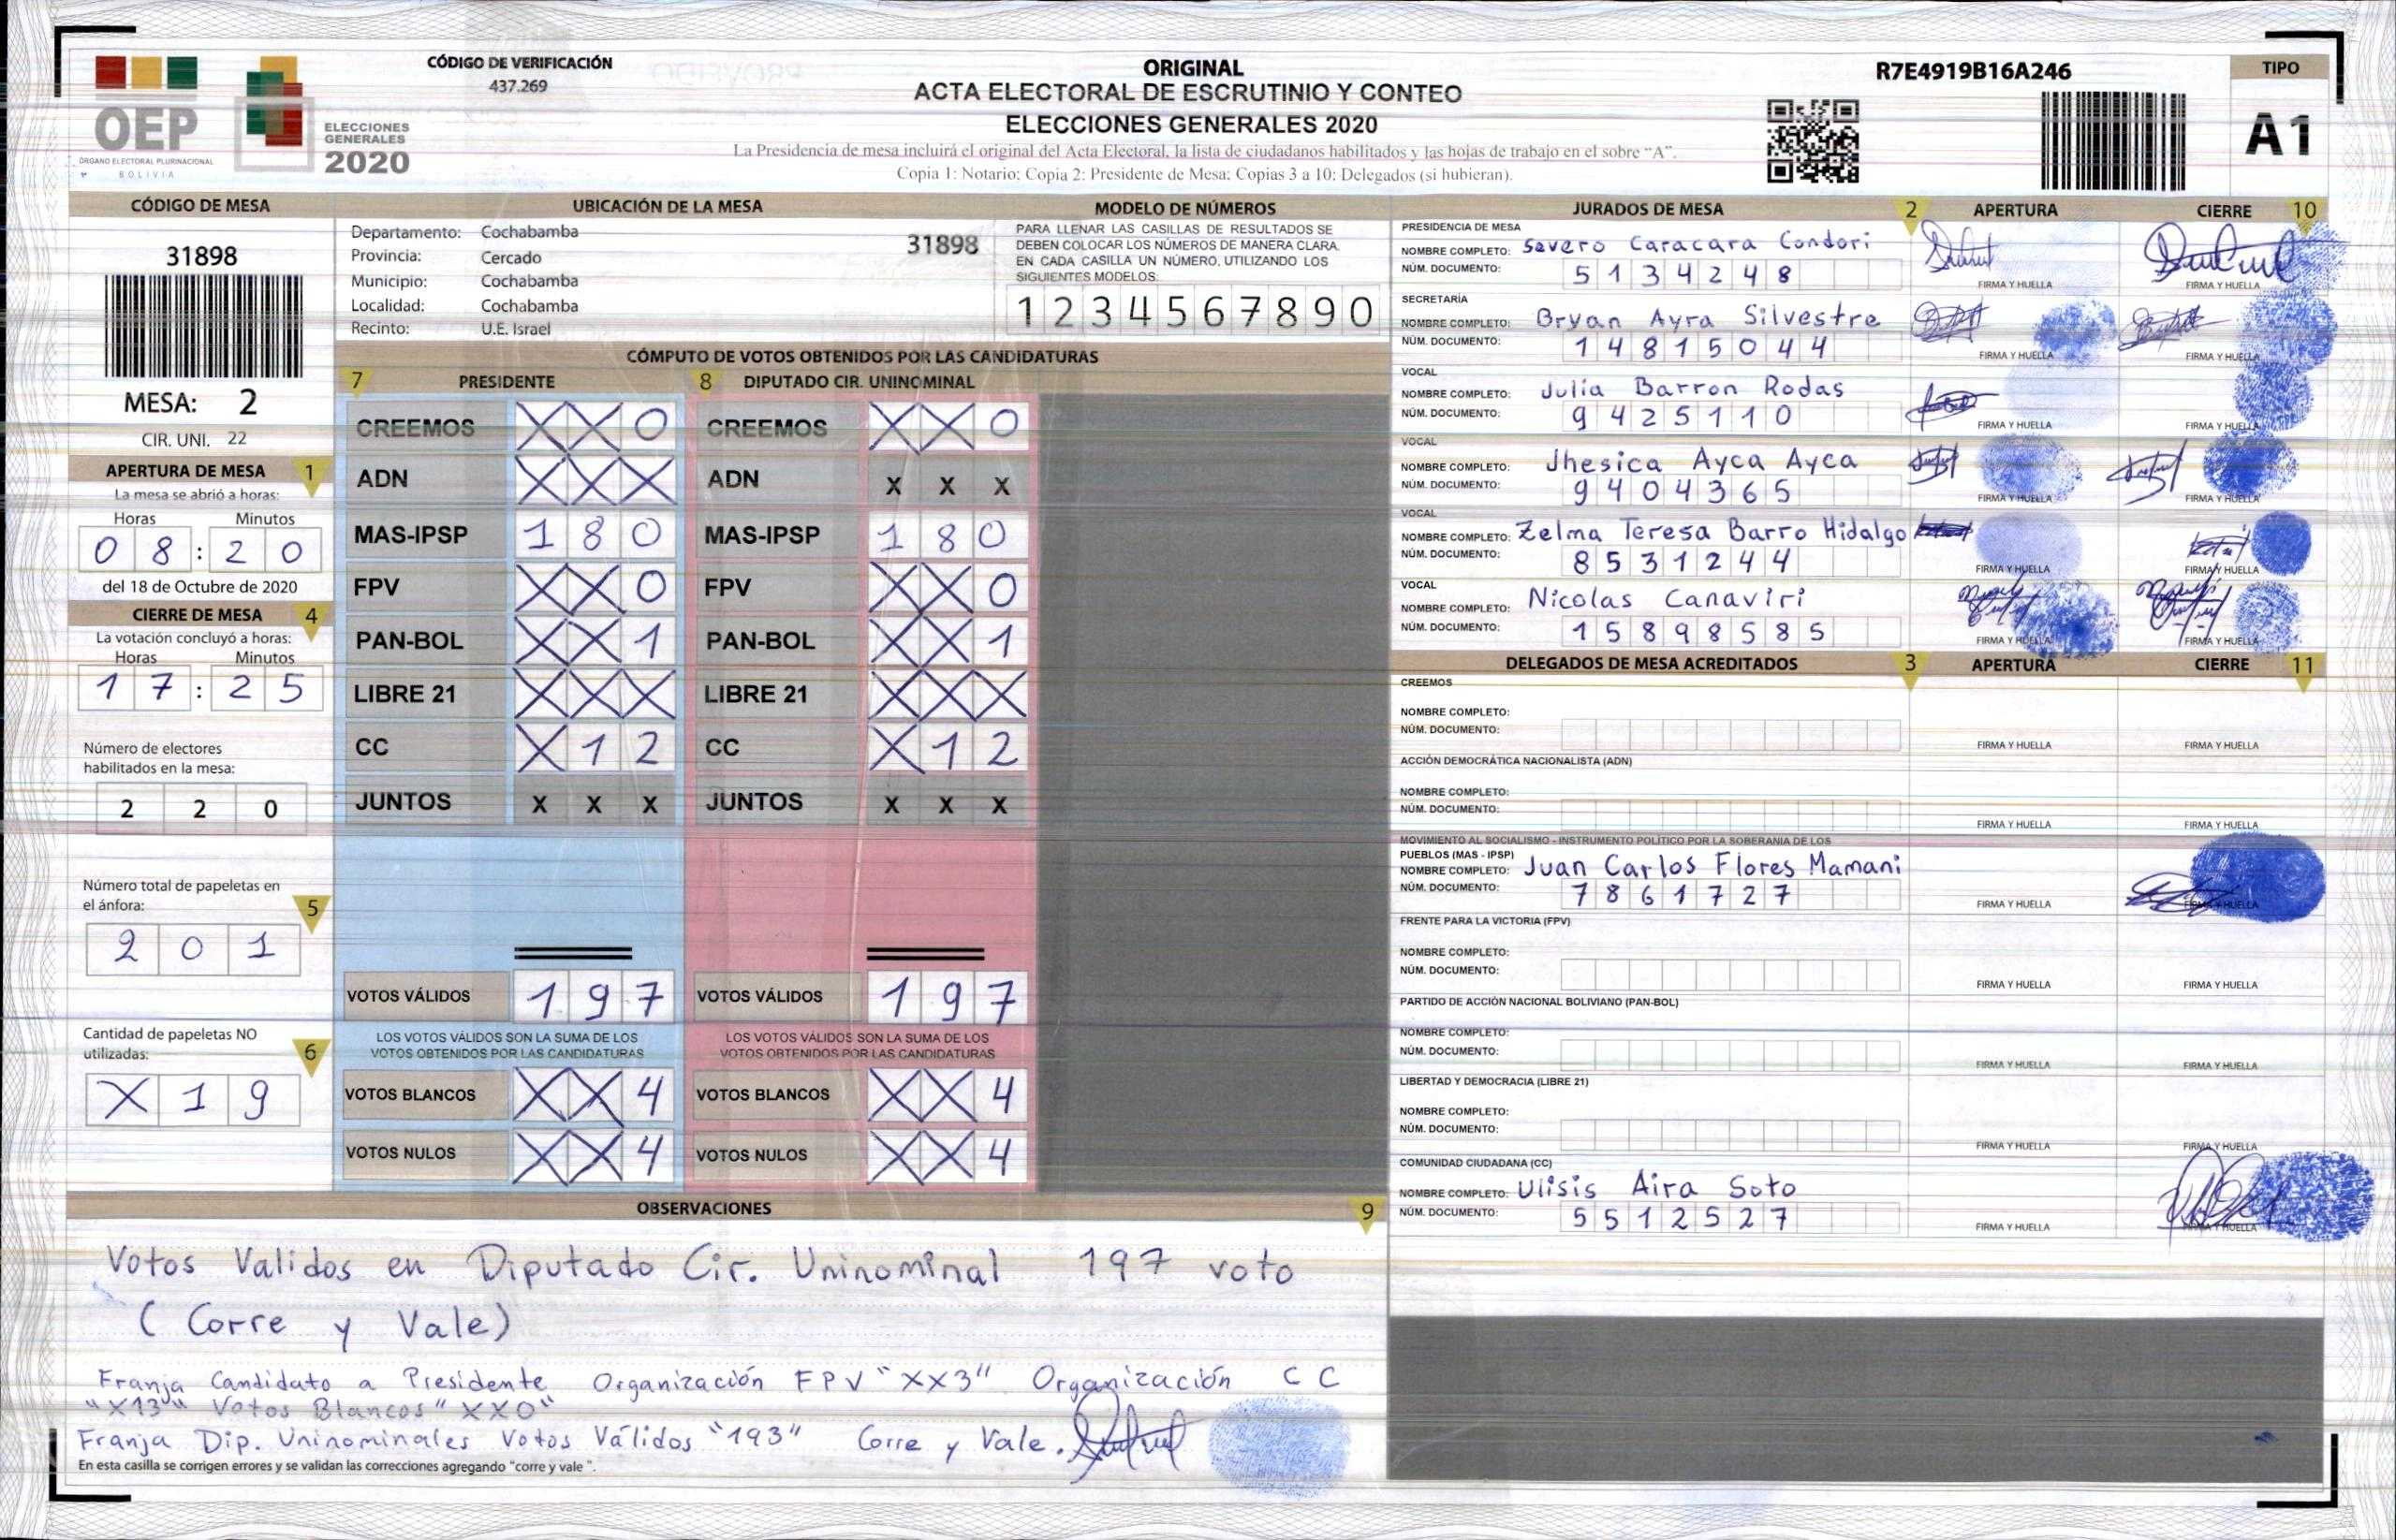 CÓDIGO DE VERIFICACIÓN
437.269
OEP
ÓRGANO ELECTORAL PLURINACIONAL
BOLIVIA
ELECCIONES
GENERALES
2020
ORIGINAL
ACTA ELECTORAL DE ESCRUTINIO Y CONTEO
ELECCIONES GENERALES 2020
La Presidencia de mesa incluirá el original del Acta Electoral, la lista de ciudadanos habilitados y las hojas de trabajo en el sobre "A".
Copia 1: Notario; Copia 2: Presidente de Mesa; Copias 3 a 10: Delegados (si hubieran).
R7E4919B16A246
TIPO
A1
CÓDIGO DE MESA
31898
MESA: 2
CIR. UNI. 22
APERTURA DE MESA 1
La mesa se abrió a horas:
Horas Minutos
0 8 : 2 0
del 18 de Octubre de 2020
CIERRE DE MESA 4
La votación concluyó a horas:
Horas Minutos
1 7 : 2 5
Número de electores
habilitados en la mesa:
2 2 0
Número total de papeletas en
el ánfora: 5
2 0 1
Cantidad de papeletas NO
utilizadas: 6
X 1 9
UBICACIÓN DE LA MESA
Departamento: Cochabamba
31898
Provincia: Cercado
Municipio: Cochabamba
Localidad: Cochabamba
Recinto: U.E. Israel
MODELO DE NÚMEROS
PARA LLENAR LAS CASILLAS DE RESULTADOS SE
DEBEN COLOCAR LOS NÚMEROS DE MANERA CLARA.
EN CADA CASILLA UN NÚMERO, UTILIZANDO LOS
SIGUIENTES MODELOS:
1 2 3 4 5 6 7 8 9 0
CÓMPUTO DE VOTOS OBTENIDOS POR LAS CANDIDATURAS
7 PRESIDENTE 8 DIPUTADO CIR. UNINOMINAL
CREEMOS X X 0 CREEMOS X X 0
ADN X X X ADN X X X
MAS-IPSP 1 8 0 MAS-IPSP 1 8 0
FPV X X 0 FPV X X 0
PAN-BOL X X 1 PAN-BOL X X 1
LIBRE 21 X X X LIBRE 21 X X X
CC X 1 2 CC X 1 2
JUNTOS X X X JUNTOS X X X
VOTOS VÁLIDOS 1 9 7 VOTOS VÁLIDOS 1 9 7
LOS VOTOS VÁLIDOS SON LA SUMA DE LOS LOS VOTOS VÁLIDOS SON LA SUMA DE LOS
VOTOS OBTENIDOS POR LAS CANDIDATURAS VOTOS OBTENIDOS POR LAS CANDIDATURAS
VOTOS BLANCOS X X 4 VOTOS BLANCOS X X 4
VOTOS NULOS X X 4 VOTOS NULOS X X 4
OBSERVACIONES 9
Votos Validos en Diputado Cir. Uninominal 197 voto
(Corre y Vale)
Franja Candidato a Presidente Organización FPV "XX3" Organización CC
"X13" Votos Blancos "XX0"
Franja Dip. Uninominales Votos Válidos "193" Corre y Vale.
En esta casilla se corrigen errores y se validan las correcciones agregando "corre y vale ".
JURADOS DE MESA 2 APERTURA CIERRE 10
PRESIDENCIA DE MESA
NOMBRE COMPLETO: Severo Caracara Condori
NÚM. DOCUMENTO: 5 1 3 4 2 4 8
FIRMA Y HUELLA FIRMA Y HUELLA
SECRETARÍA
NOMBRE COMPLETO: Bryan Ayra Silvestre
NÚM. DOCUMENTO: 1 4 8 1 5 0 4 4
FIRMA Y HUELLA FIRMA Y HUELLA
VOCAL
NOMBRE COMPLETO: Julia Barron Rodas
NÚM. DOCUMENTO: 9 4 2 5 1 1 0
FIRMA Y HUELLA FIRMA Y HUELLA
VOCAL
NOMBRE COMPLETO: Jhesica Ayca Ayca
NÚM. DOCUMENTO: 9 4 0 4 3 6 5
FIRMA Y HUELLA FIRMA Y HUELLA
VOCAL
NOMBRE COMPLETO: Zelma Teresa Barro Hidalgo
NÚM. DOCUMENTO: 8 5 3 1 2 4 4
FIRMA Y HUELLA FIRMA Y HUELLA
VOCAL
NOMBRE COMPLETO: Nicolas Canaviri
NÚM. DOCUMENTO: 1 5 8 9 8 5 8 5
FIRMA Y HUELLA FIRMA Y HUELLA
DELEGADOS DE MESA ACREDITADOS 3 APERTURA CIERRE 11
CREEMOS
NOMBRE COMPLETO:
NÚM. DOCUMENTO:
FIRMA Y HUELLA FIRMA Y HUELLA
ACCIÓN DEMOCRÁTICA NACIONALISTA (ADN)
NOMBRE COMPLETO:
NÚM. DOCUMENTO:
FIRMA Y HUELLA FIRMA Y HUELLA
MOVIMIENTO AL SOCIALISMO - INSTRUMENTO POLÍTICO POR LA SOBERANIA DE LOS
PUEBLOS (MAS - IPSP)
NOMBRE COMPLETO: Juan Carlos Flores Mamani
NÚM. DOCUMENTO: 7 8 6 1 7 2 7
FIRMA Y HUELLA FIRMA Y HUELLA
FRENTE PARA LA VICTORIA (FPV)
NOMBRE COMPLETO:
NÚM. DOCUMENTO:
FIRMA Y HUELLA FIRMA Y HUELLA
PARTIDO DE ACCIÓN NACIONAL BOLIVIANO (PAN-BOL)
NOMBRE COMPLETO:
NÚM. DOCUMENTO:
FIRMA Y HUELLA FIRMA Y HUELLA
LIBERTAD Y DEMOCRACIA (LIBRE 21)
NOMBRE COMPLETO:
NÚM. DOCUMENTO:
FIRMA Y HUELLA FIRMA Y HUELLA
COMUNIDAD CIUDADANA (CC)
NOMBRE COMPLETO: Ulisis Aira Soto
NÚM. DOCUMENTO: 5 5 1 2 5 2 7
FIRMA Y HUELLA FIRMA Y HUELLA